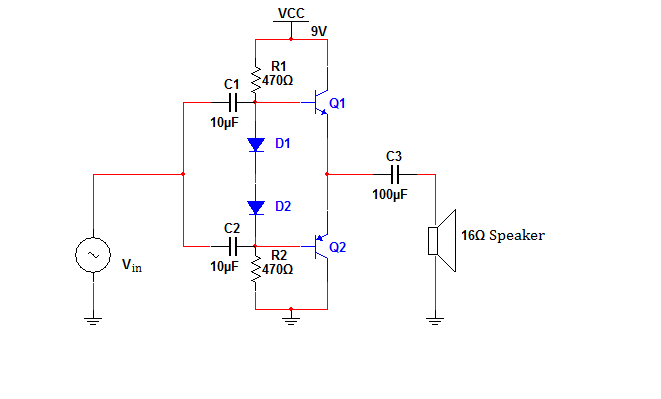 VCC
9V
R1
470Ω
C1
10µF
Q1
D1
C3
100µF
D2
C2
10µF
R2
470Ω
Q2
16Ω Speaker
Vin